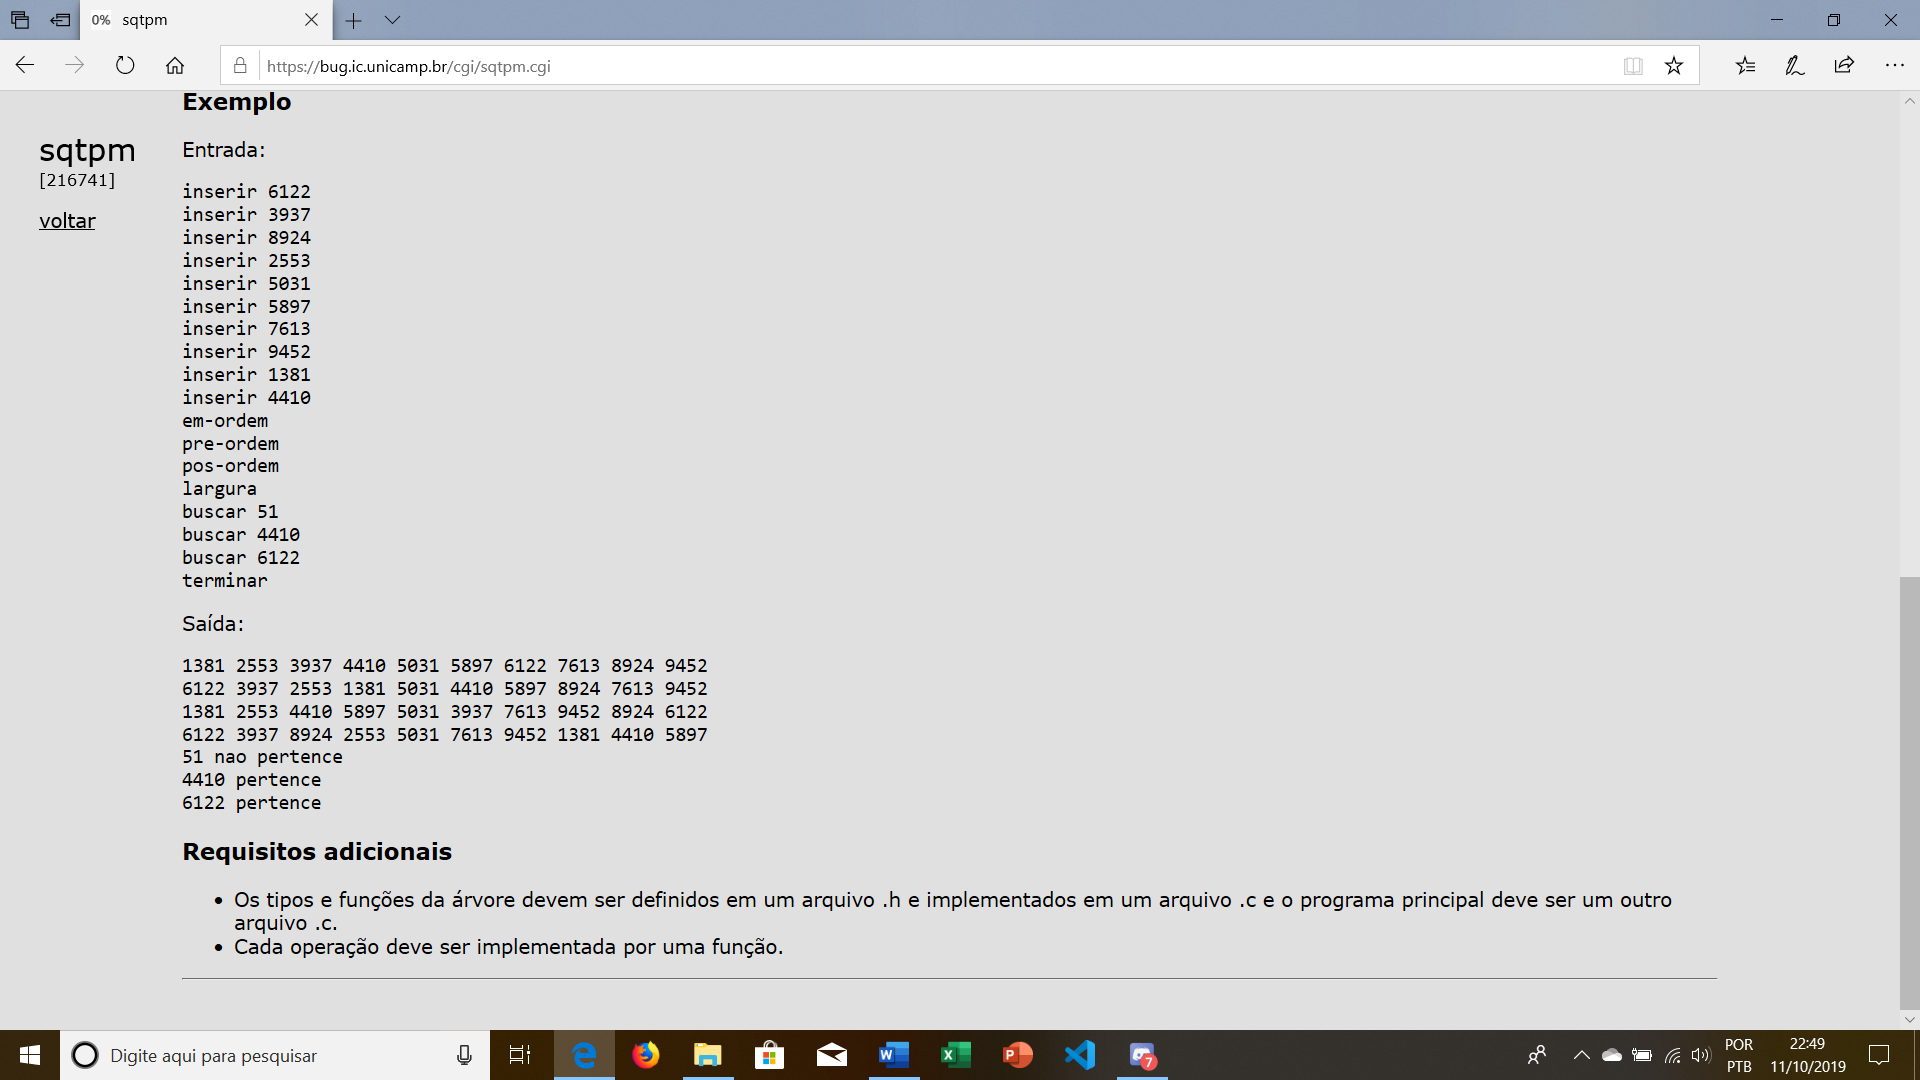 0% sqtpm
https://bug.ic.unicamp.br/cgi/sqtpm.cgi
sqtpm
[216741]
voltar
Exemplo
Entrada:
inserir 6122
inserir 3937
inserir 8924
inserir 2553
inserir 5031
inserir 5897
inserir 7613
inserir 9452
inserir 1381
inserir 4410
em-ordem
pre-ordem
pos-ordem
largura
buscar 51
buscar 4410
buscar 6122
terminar
Saída:
1381 2553 3937 4410 5031 5897 6122 7613 8924 9452
6122 3937 2553 1381 5031 4410 5897 8924 7613 9452
1381 2553 4410 5897 5031 3937 7613 9452 8924 6122
6122 3937 8924 2553 5031 7613 9452 1381 4410 5897
51 nao pertence
4410 pertence
6122 pertence
Requisitos adicionais
• Os tipos e funções da árvore devem ser definidos em um arquivo .h e implementados em um arquivo .c e o programa principal deve ser um outro
arquivo .c.
• Cada operação deve ser implementada por uma função.
Digite aqui para pesquisar
W
X
P
7
POR
PTB
22:49
11/10/2019